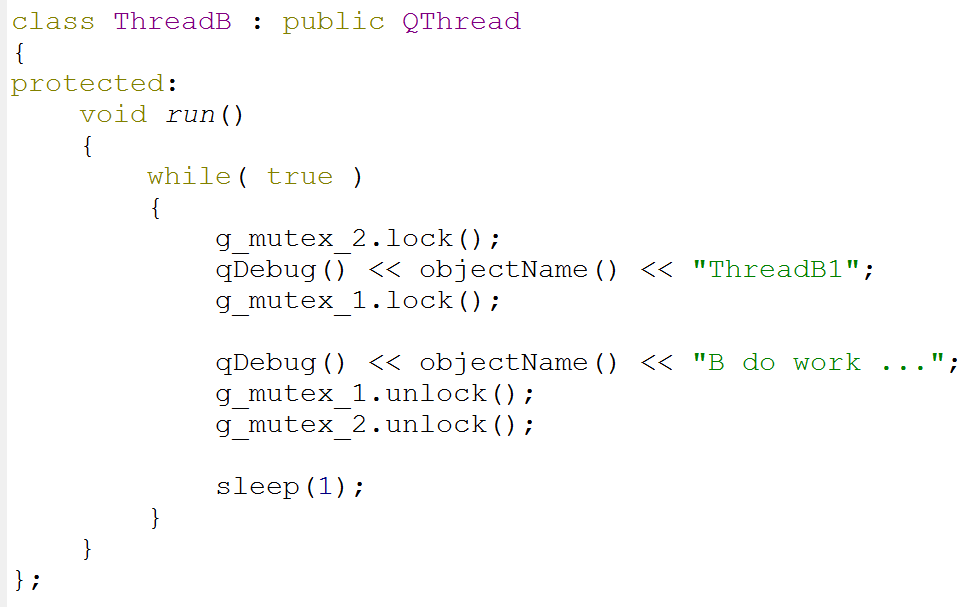 class ThreadB : public QThread
{
protected:
    void run()
    {
        while( true )
        {
            g_mutex_2.lock();
            qDebug() << objectName() << "ThreadB1";
            g_mutex_1.lock();

            qDebug() << objectName() << "B do work ...";
            g_mutex_1.unlock();
            g_mutex_2.unlock();

            sleep(1);
        }
    }
};